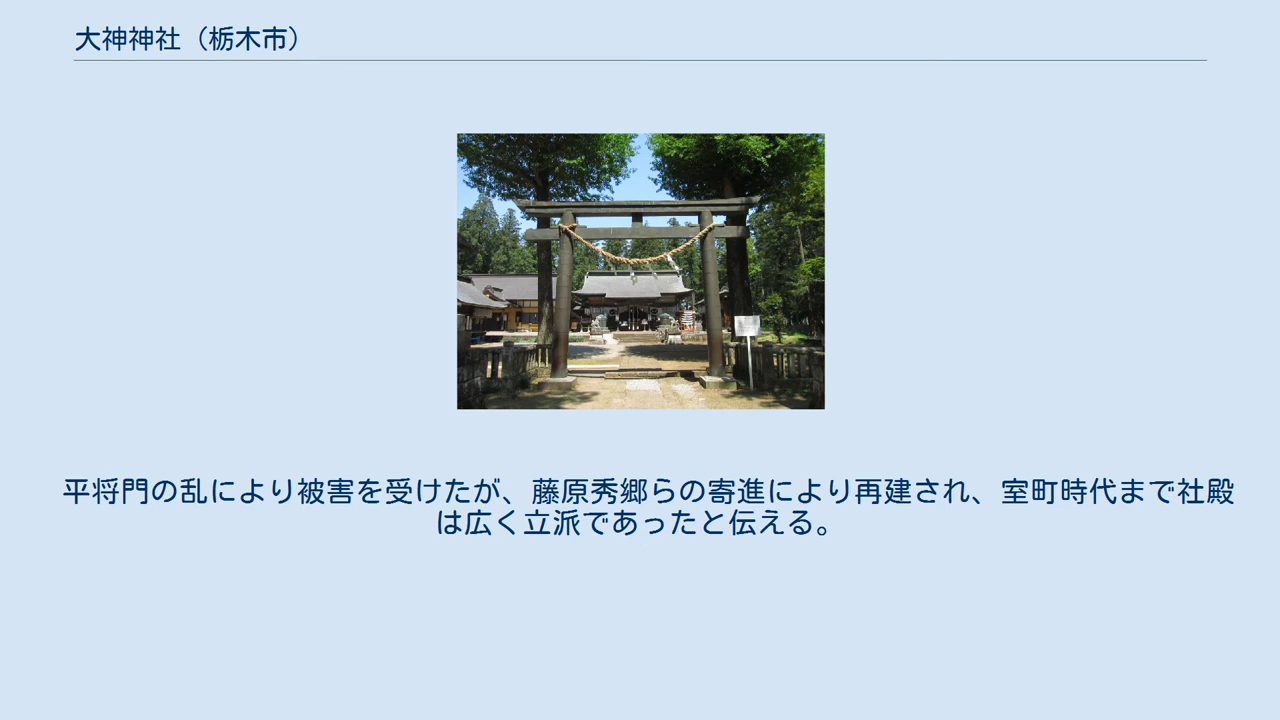 大神神社（栃木市）
平将門の乱により被害を受けたが、藤原秀郷らの寄進により再建され、室町時代まで社殿
は広く立派であったと伝える。